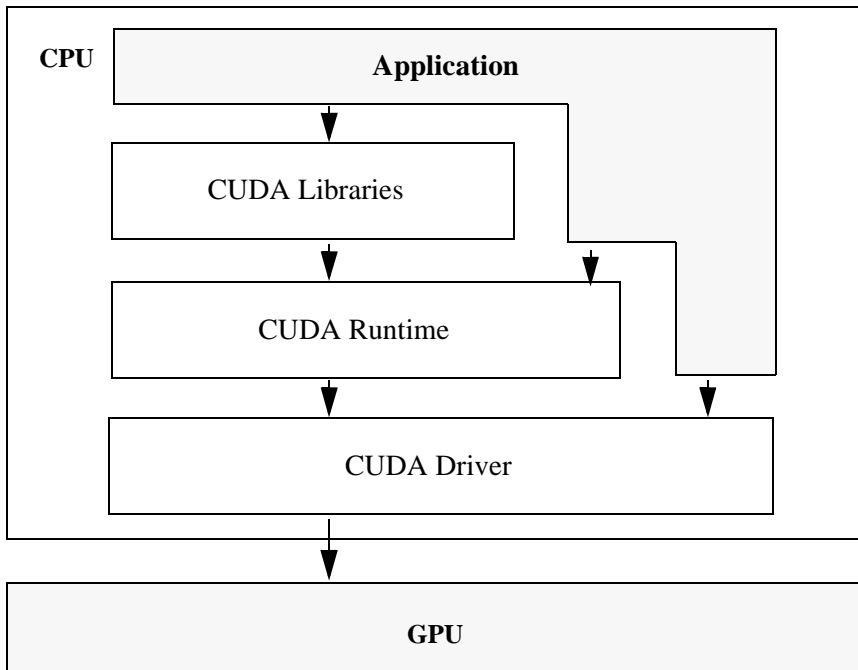 CPU
Application
CUDA Libraries
CUDA Runtime
CUDA Driver
GPU